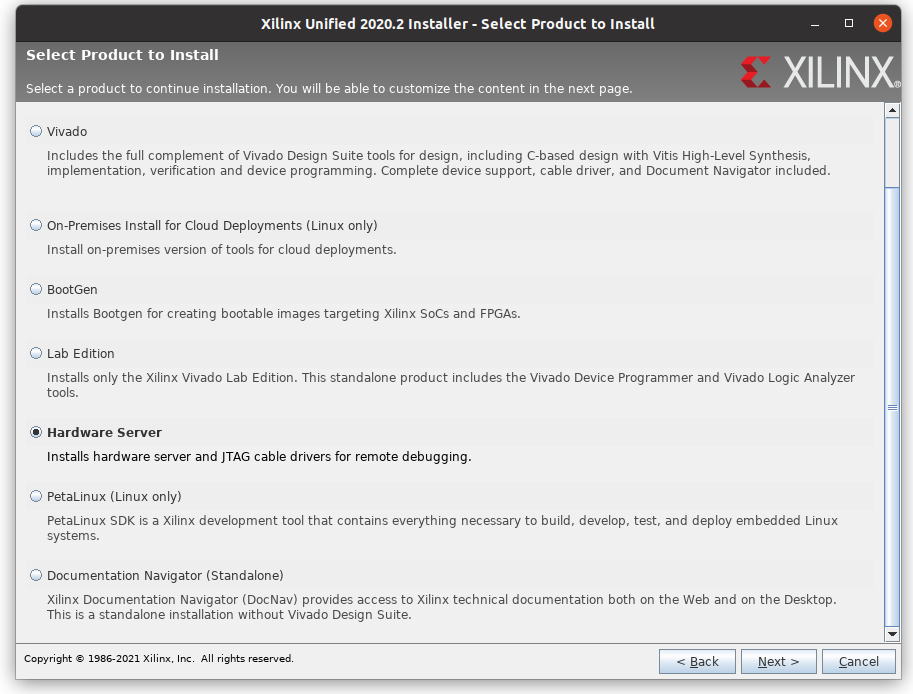 Xilinx Unified 2020.2 Installer - Select Product to Install
Select Product to Install
Select a product to continue installation. You will be able to customize the content in the next page.
XILINX®
Vivado
Includes the full complement of Vivado Design Suite tools for design, including C-based design with Vitis High-Level Synthesis,
implementation, verification and device programming. Complete device support, cable driver, and Document Navigator included.
On-Premises Install for Cloud Deployments (Linux only)
Install on-premises version of tools for cloud deployments.
BootGen
Installs Bootgen for creating bootable images targeting Xilinx SoCs and FPGAs.
Lab Edition
Installs only the Xilinx Vivado Lab Edition. This standalone product includes the Vivado Device Programmer and Vivado Logic Analyzer
tools.
Hardware Server
Installs hardware server and JTAG cable drivers for remote debugging.
PetaLinux (Linux only)
PetaLinux SDK is a Xilinx development tool that contains everything necessary to build, develop, test, and deploy embedded Linux
systems.
Documentation Navigator (Standalone)
Xilinx Documentation Navigator (DocNav) provides access to Xilinx technical documentation both on the Web and on the Desktop.
This is a standalone installation without Vivado Design Suite.
Copyright © 1986-2021 Xilinx, Inc. All rights reserved.
< Back
Next >
Cancel